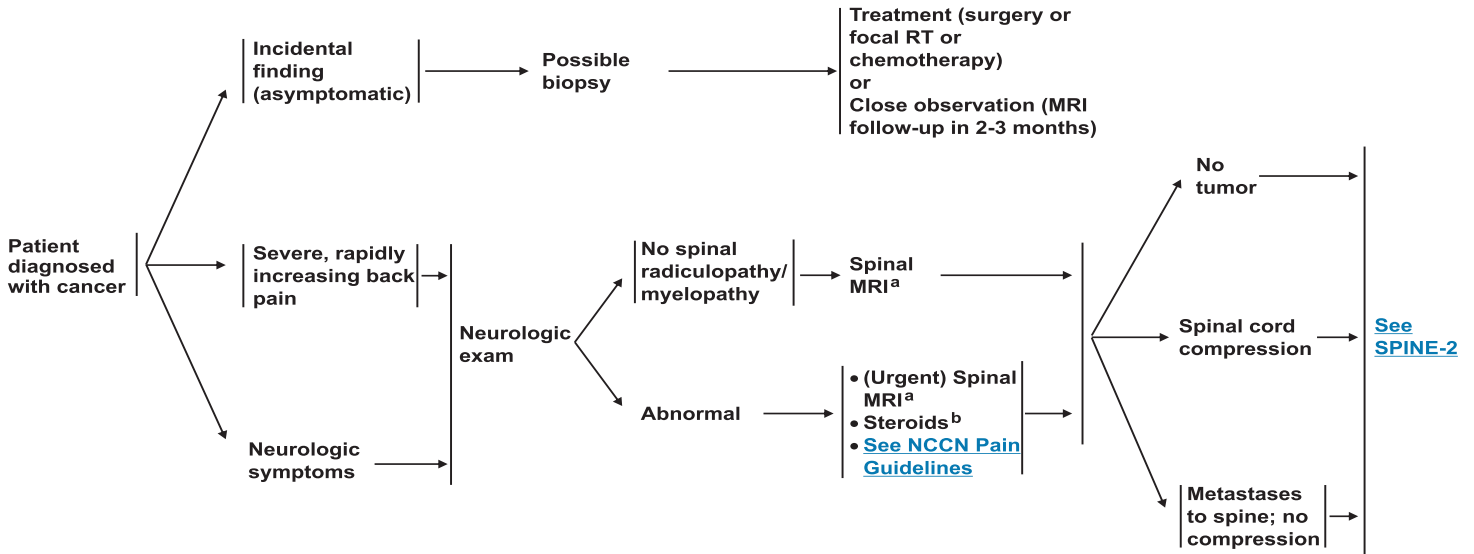 Patient
diagnosed
with cancer
Incidental
finding
(asymptomatic)
Possible
biopsy
Treatment (surgery or
focal RT or
chemotherapy)
or
Close observation (MRI
follow-up in 2-3 months)
Severe, rapidly
increasing back
pain
Neurologic
symptoms
Neurologic
exam
No spinal
radiculopathy/
myelopathy
Spinal
MRIa
Abnormal
• (Urgent) Spinal
MRIa
• Steroidsb
• See NCCN Pain
Guidelines
No
tumor
Spinal cord
compression
Metastases
to spine; no
compression
See
SPINE-2